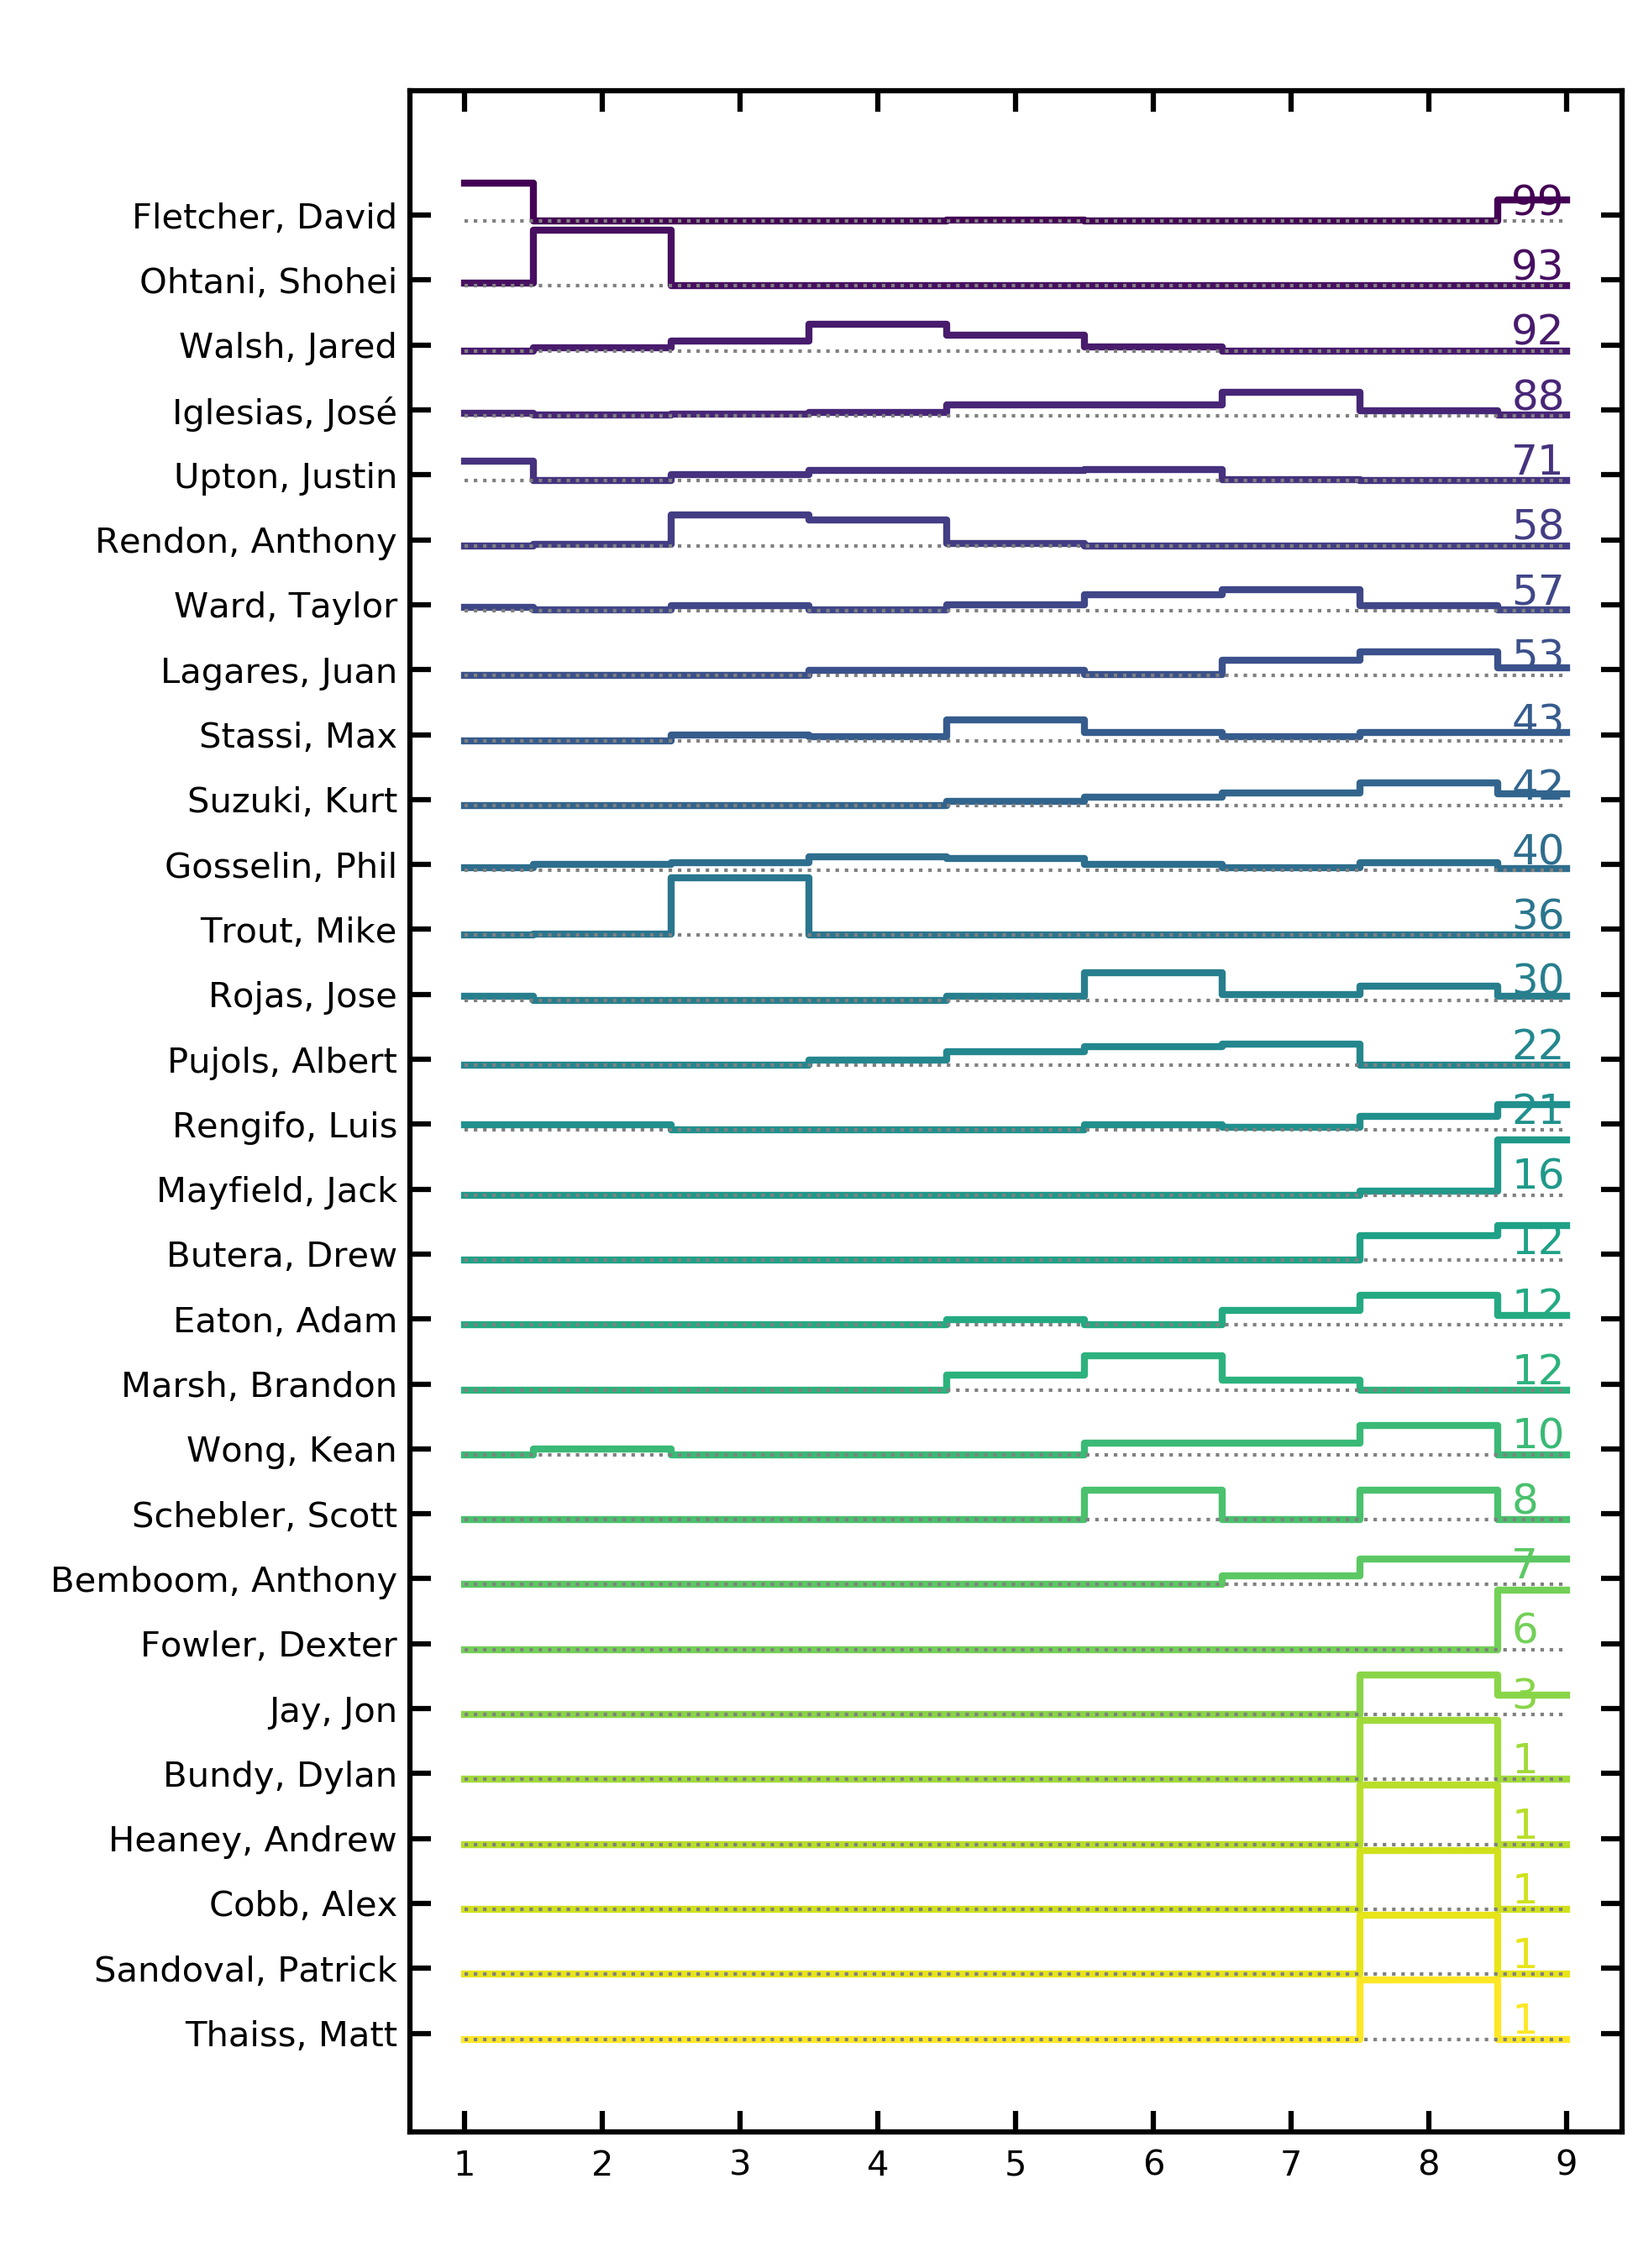 Fletcher, David 99
Ohtani, Shohei 93
Walsh, Jared 92
Iglesias, José 88
Upton, Justin 71
Rendon, Anthony 58
Ward, Taylor 57
Lagares, Juan 53
Stassi, Max 43
Suzuki, Kurt 42
Gosselin, Phil 40
Trout, Mike 36
Rojas, Jose 30
Pujols, Albert 22
Rengifo, Luis 21
Mayfield, Jack 16
Butera, Drew 12
Eaton, Adam 12
Marsh, Brandon 12
Wong, Kean 10
Schebler, Scott 8
Bemboom, Anthony 7
Fowler, Dexter 6
Jay, Jon 3
Bundy, Dylan 1
Heaney, Andrew 1
Cobb, Alex 1
Sandoval, Patrick 1
Thaiss, Matt 1
1 2 3 4 5 6 7 8 9